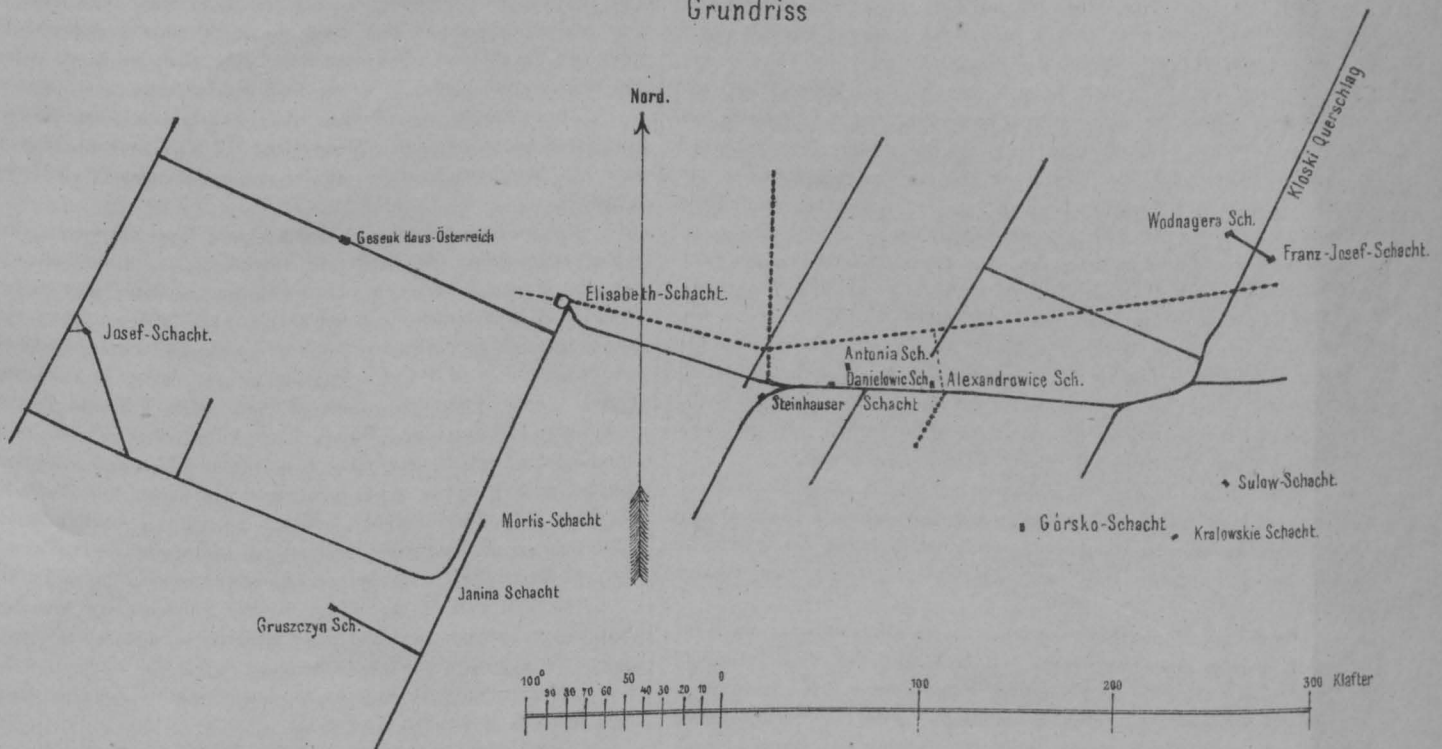 Grundriss
Nord.
Kloski Querschlag
Wodnagera Sch.
Franz-Josef-Schacht.
Gesenk Haus-Österreich
Elisabeth-Schacht.
Josef-Schacht.
Antonia Sch.
Danielowic Sch.
Alexandrowice Sch.
Steinhauser Schacht
Sulow-Schacht.
Górsko-Schacht
Kralowskie Schacht.
Mortis-Schacht
Janina Schacht
Gruszczyn Sch.
100° 50 0 100 200 300 Klafter
90 80 70 60 40 30 20 10